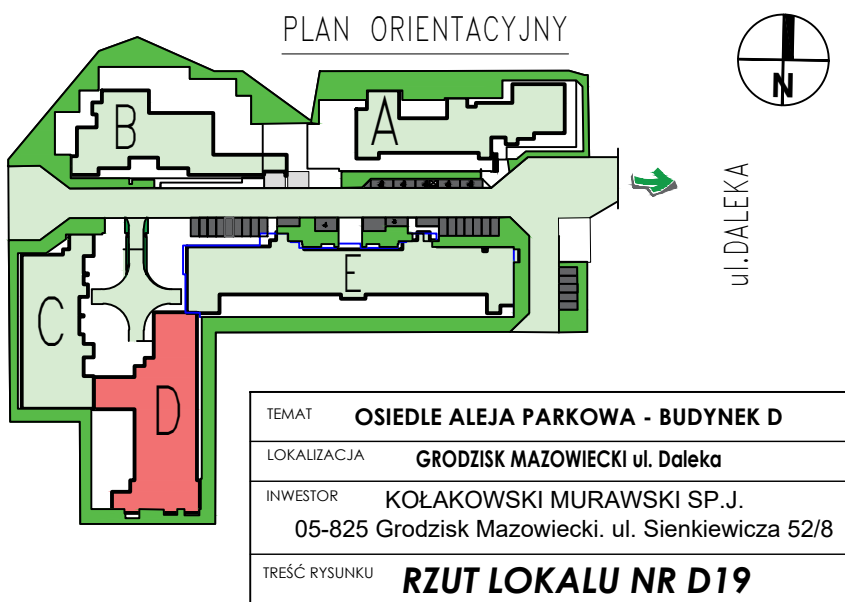 PLAN ORIENTACYJNY
N
B
A
ul.DALEKA
E
C
D
TEMAT OSIEDLE ALEJA PARKOWA - BUDYNEK D
LOKALIZACJA GRODZISK MAZOWIECKI ul. Daleka
INWESTOR KOŁAKOWSKI MURAWSKI SP.J.
05-825 Grodzisk Mazowiecki. ul. Sienkiewicza 52/8
TREŚĆ RYSUNKU RZUT LOKALU NR D19